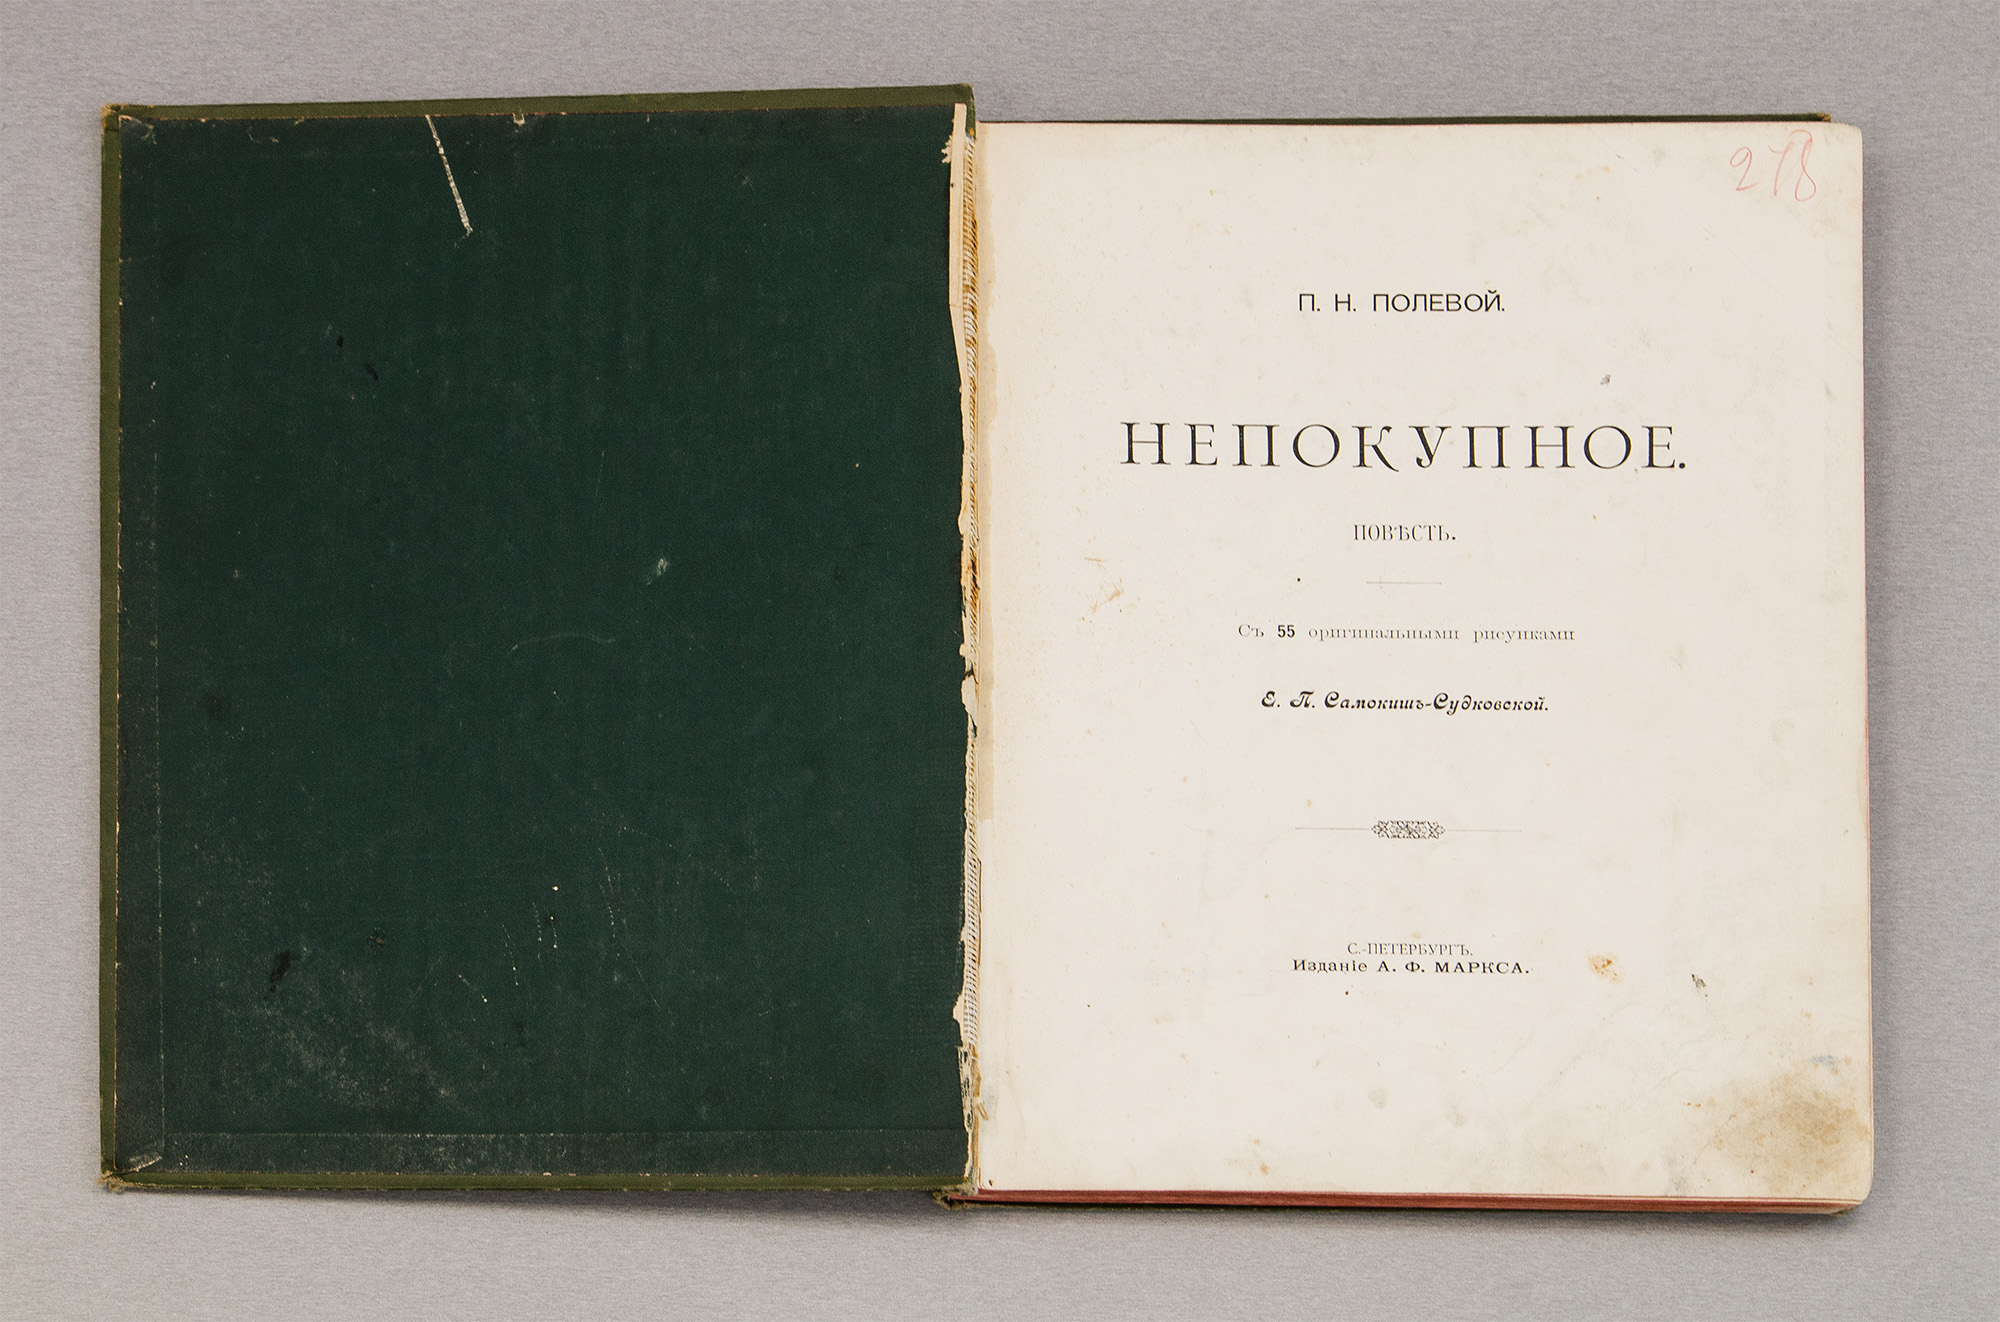 278
П. Н. ПОЛЕВОЙ.
НЕПОКУПНОЕ.
ПОВѢСТЬ.
Съ 55 оригинальными рисунками
Е. П. Самокишъ-Судковской.
С.-ПЕТЕРБУРГЪ.
Изданіе А. Ф. МАРКСА.